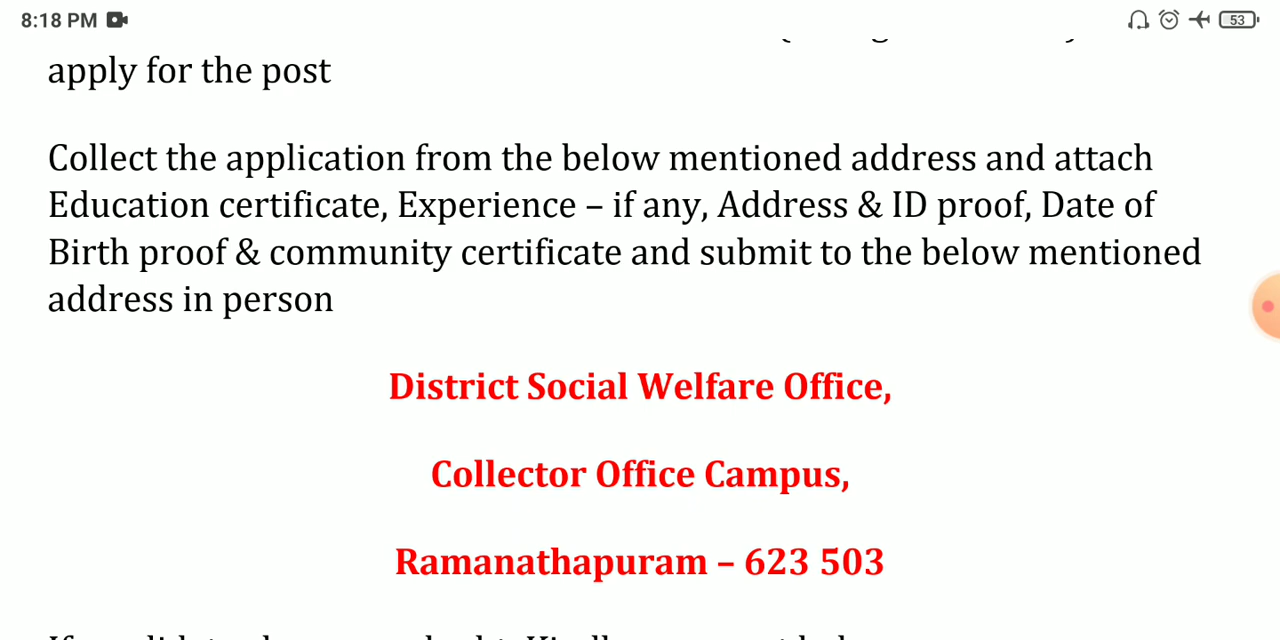 8:18 PM
53
apply for the post
Collect the application from the below mentioned address and attach
Education certificate, Experience – if any, Address & ID proof, Date of
Birth proof & community certificate and submit to the below mentioned
address in person
District Social Welfare Office,
Collector Office Campus,
Ramanathapuram – 623 503